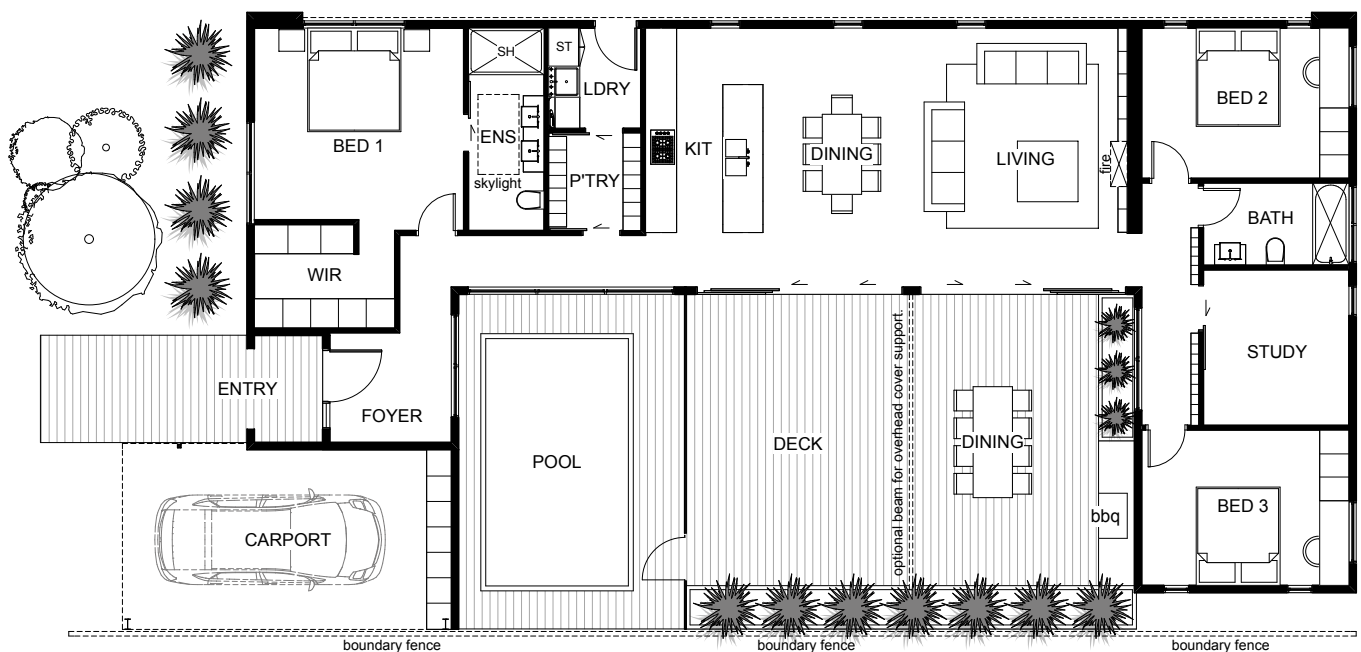 SH
ST
LDRY
BED 1
ENS
skylight
P'TRY
KIT
DINING
LIVING
fire
BED 2
BATH
WIR
STUDY
ENTRY
FOYER
POOL
DECK
optional beam for overhead cover support.
DINING
bbq
BED 3
CARPORT
boundary fence
boundary fence
boundary fence